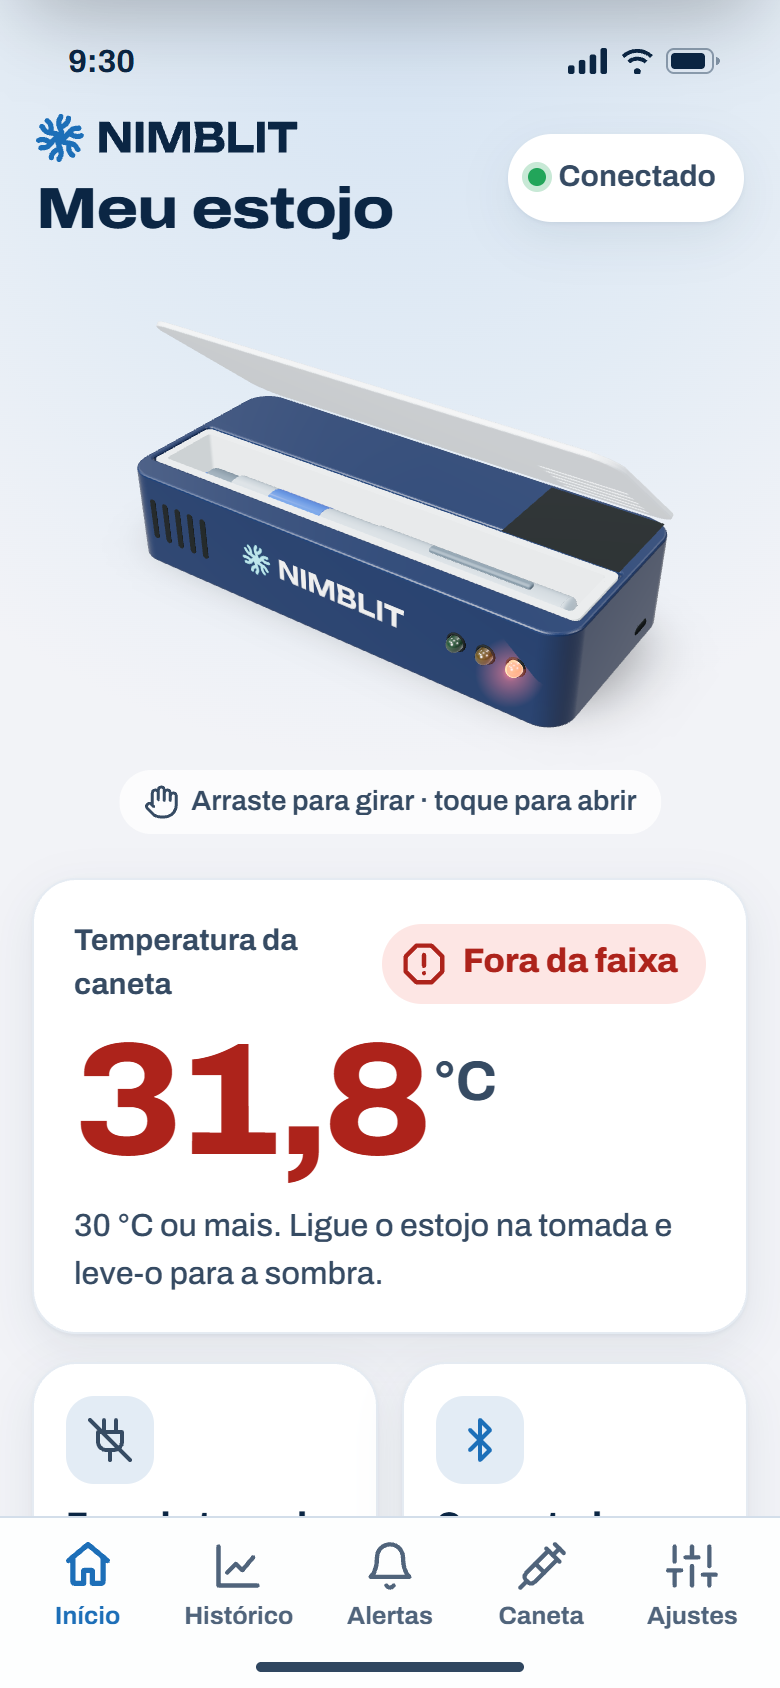 9:30
NIMBLIT
Meu estojo
Conectado
NIMBLIT
Arraste para girar · toque para abrir
Temperatura da
caneta
Fora da faixa
31,8 °C
30 °C ou mais. Ligue o estojo na tomada e
leve-o para a sombra.
Início
Histórico
Alertas
Caneta
Ajustes